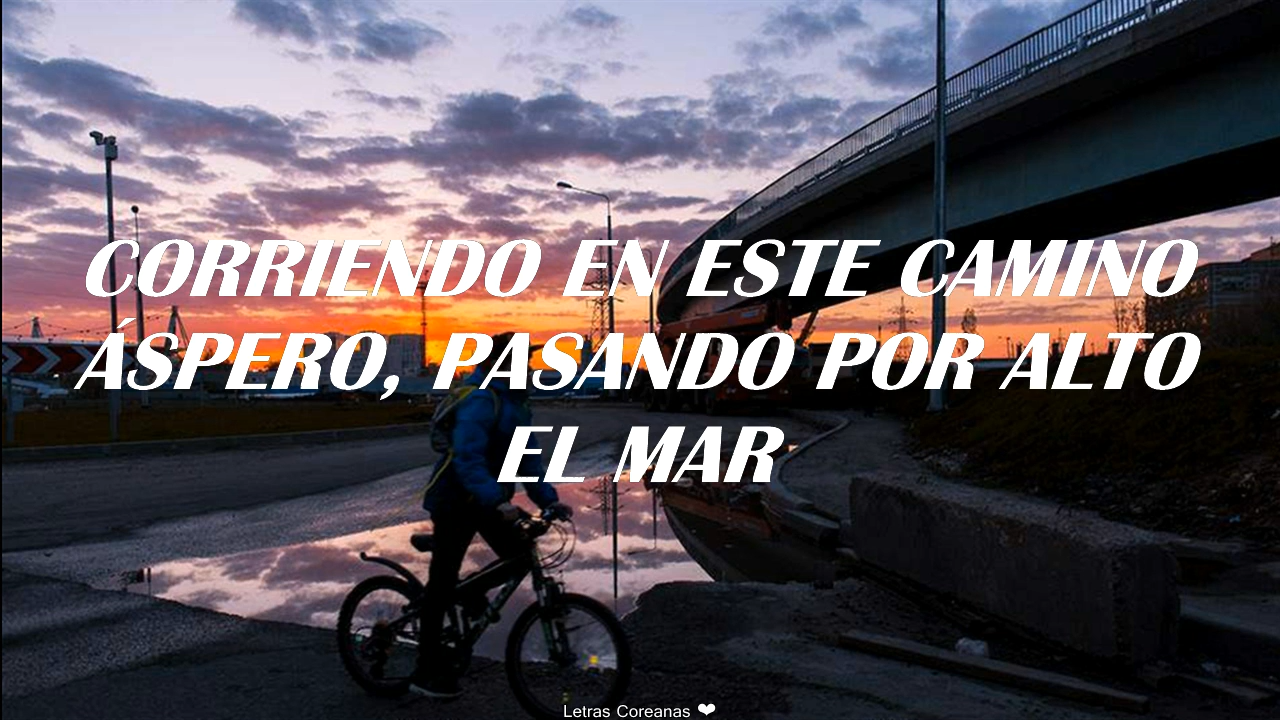 CORRIENDO EN ESTE CAMINO
ÁSPERO, PASANDO POR ALTO
EL MAR
Letras Coreanas ❤